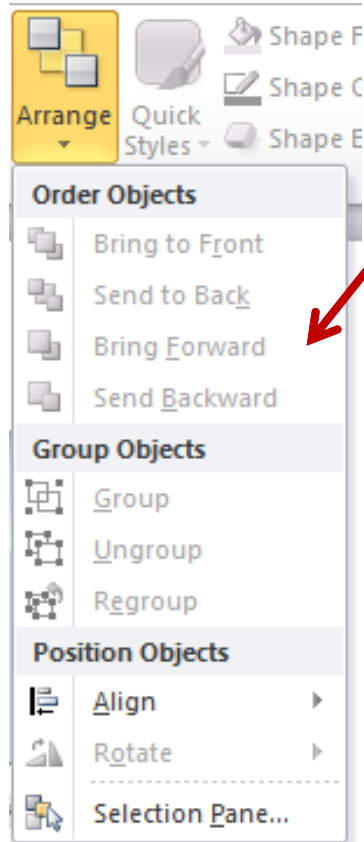 Shape F
Shape O
Shape E
Arrange
Quick
Styles
Order Objects
Bring to Front
Send to Back
Bring Forward
Send Backward
Group Objects
Group
Ungroup
Regroup
Position Objects
Align
Rotate
Selection Pane...